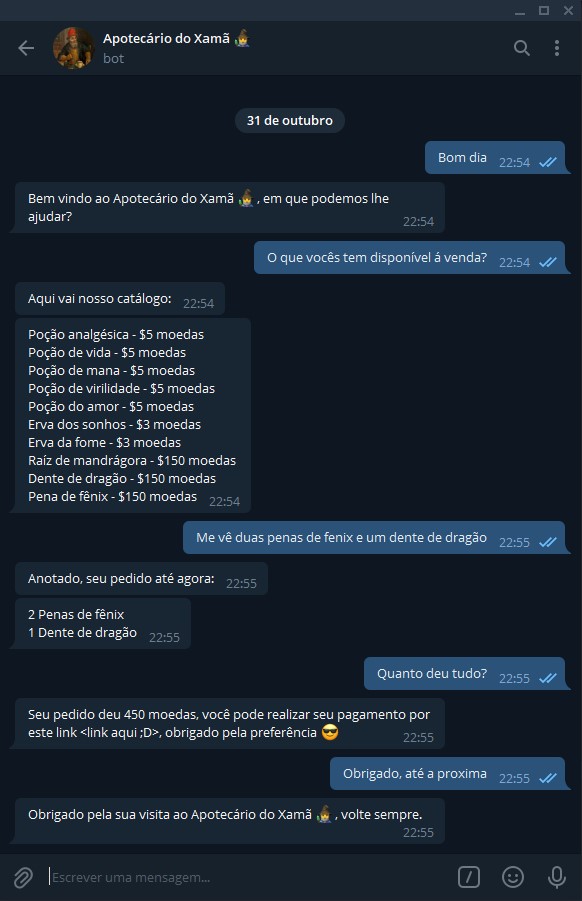 Apotecário do Xamã
bot
31 de outubro
Bom dia 22:54
Bem vindo ao Apotecário do Xamã , em que podemos lhe
ajudar? 22:54
O que vocês tem disponível á venda? 22:54
Aqui vai nosso catálogo: 22:54
Poção analgésica - $5 moedas
Poção de vida - $5 moedas
Poção de mana - $5 moedas
Poção de virilidade - $5 moedas
Poção do amor - $5 moedas
Erva dos sonhos - $3 moedas
Erva da fome - $3 moedas
Raíz de mandrágora - $150 moedas
Dente de dragão - $150 moedas
Pena de fênix - $150 moedas 22:54
Me vê duas penas de fenix e um dente de dragão 22:55
Anotado, seu pedido até agora: 22:55
2 Penas de fênix
1 Dente de dragão 22:55
Quanto deu tudo? 22:55
Seu pedido deu 450 moedas, você pode realizar seu pagamento por
este link <link aqui ;D>, obrigado pela preferência 😎 22:55
Obrigado, até a proxima 22:55
Obrigado pela sua visita ao Apotecário do Xamã , volte sempre.
22:55
Escrever uma mensagem...